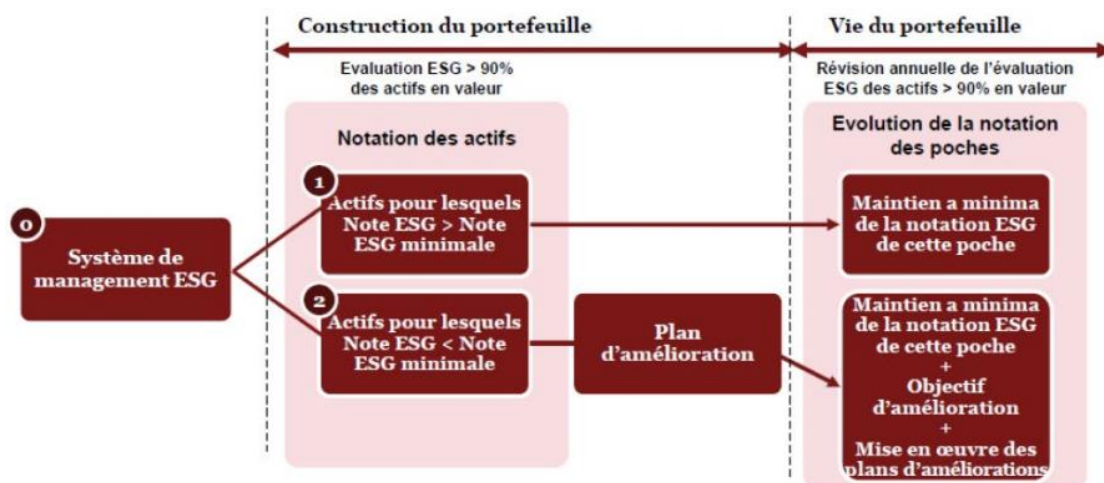 Construction du portefeuille
Vie du portefeuille
Evaluation ESG > 90%
des actifs en valeur
Révision annuelle de l'évaluation
ESG des actifs > 90% en valeur
Notation des actifs
Evolution de la notation
des poches
0
Système de
management ESG
1
Actifs pour lesquels
Note ESG > Note
ESG minimale
Maintien a minima
de la notation ESG
de cette poche
2
Actifs pour lesquels
Note ESG < Note
ESG minimale
Plan
d'amélioration
Maintien a minima
de la notation ESG
de cette poche
+
Objectif
d'amélioration
+
Mise en œuvre des
plans d'améliorations